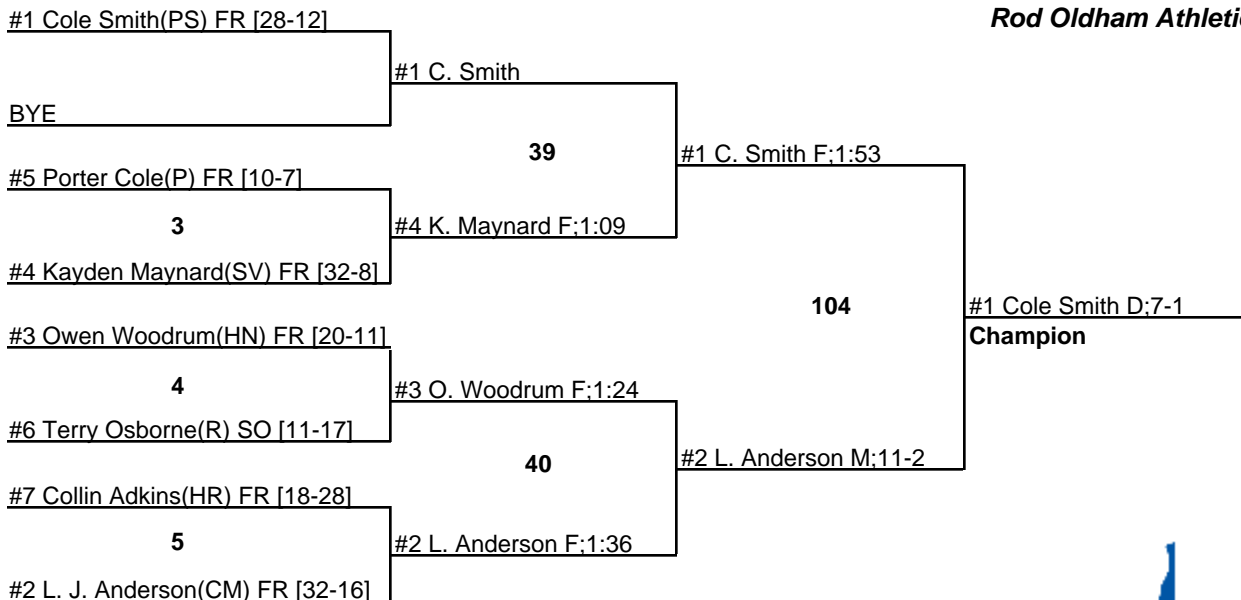 #1 Cole Smith(PS) FR [28-12]
Rod Oldham Athleti
#1 C. Smith
BYE
39
#1 C. Smith F;1:53
#5 Porter Cole(P) FR [10-7]
3
#4 K. Maynard F;1:09
#4 Kayden Maynard(SV) FR [32-8]
104
#1 Cole Smith D;7-1
Champion
#3 Owen Woodrum(HN) FR [20-11]
4
#3 O. Woodrum F;1:24
#6 Terry Osborne(R) SO [11-17]
40
#2 L. Anderson M;11-2
#7 Collin Adkins(HR) FR [18-28]
5
#2 L. Anderson F;1:36
#2 L. J. Anderson(CM) FR [32-16]